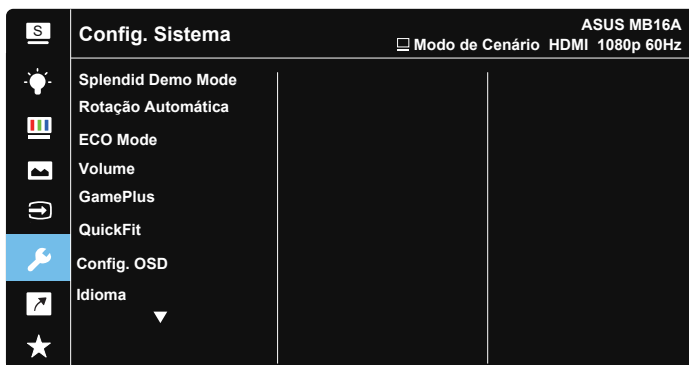 S
Config. Sistema
ASUS MB16A
Modo de Cenário HDMI 1080p 60Hz
Splendid Demo Mode
Rotação Automática
ECO Mode
Volume
GamePlus
QuickFit
Config. OSD
Idioma